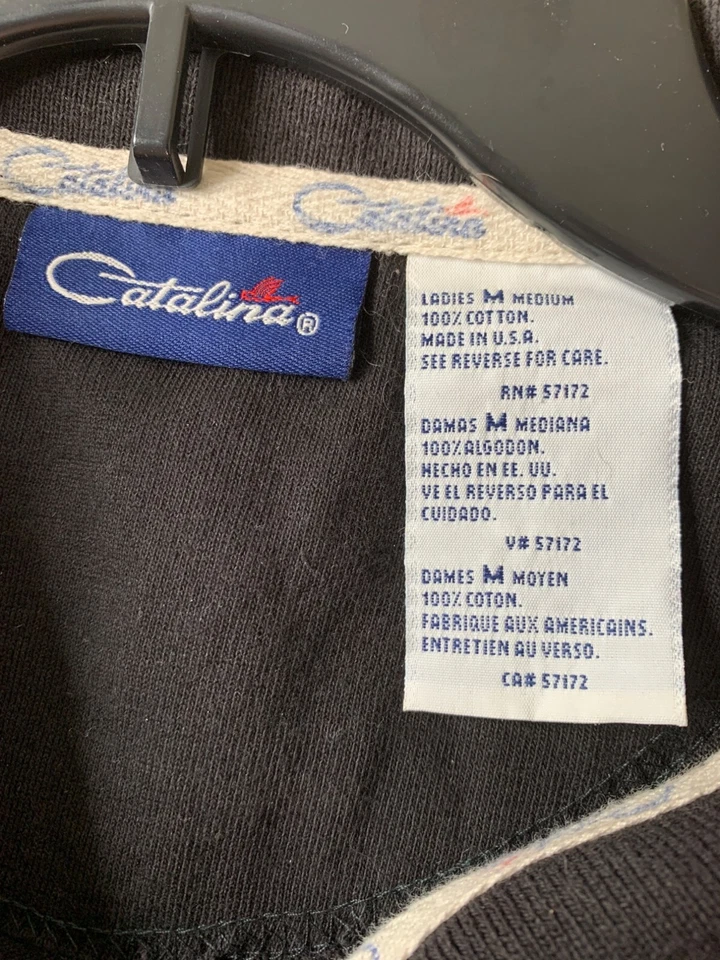 Catalina
Catalina
Catalina®
LADIES M MEDIUM
100% COTTON.
MADE IN U.S.A.
SEE REVERSE FOR CARE.
RN# 57172
DAMAS M MEDIANA
100% ALGODON.
HECHO EN EE. UU.
VE EL REVERSO PARA EL
CUIDADO.
V# 57172
DAMES M MOYEN
100% COTON.
FABRIQUE AUX AMERICAINS.
ENTRETIEN AU VERSO.
CA# 57172